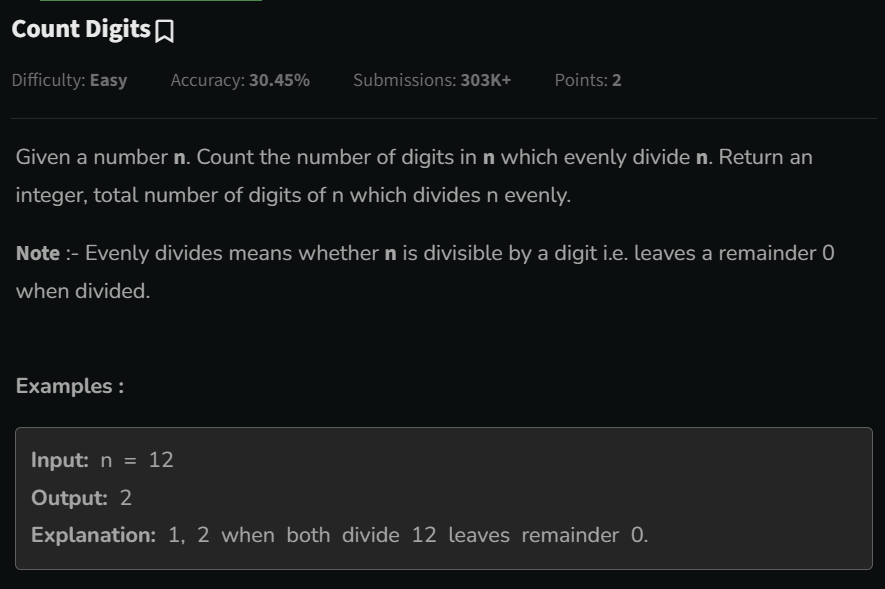 Count Digits
Difficulty: Easy Accuracy: 30.45% Submissions: 303K+ Points: 2
Given a number n. Count the number of digits in n which evenly divide n. Return an
integer, total number of digits of n which divides n evenly.
Note :- Evenly divides means whether n is divisible by a digit i.e. leaves a remainder 0
when divided.
Examples :
Input: n = 12
Output: 2
Explanation: 1, 2 when both divide 12 leaves remainder 0.